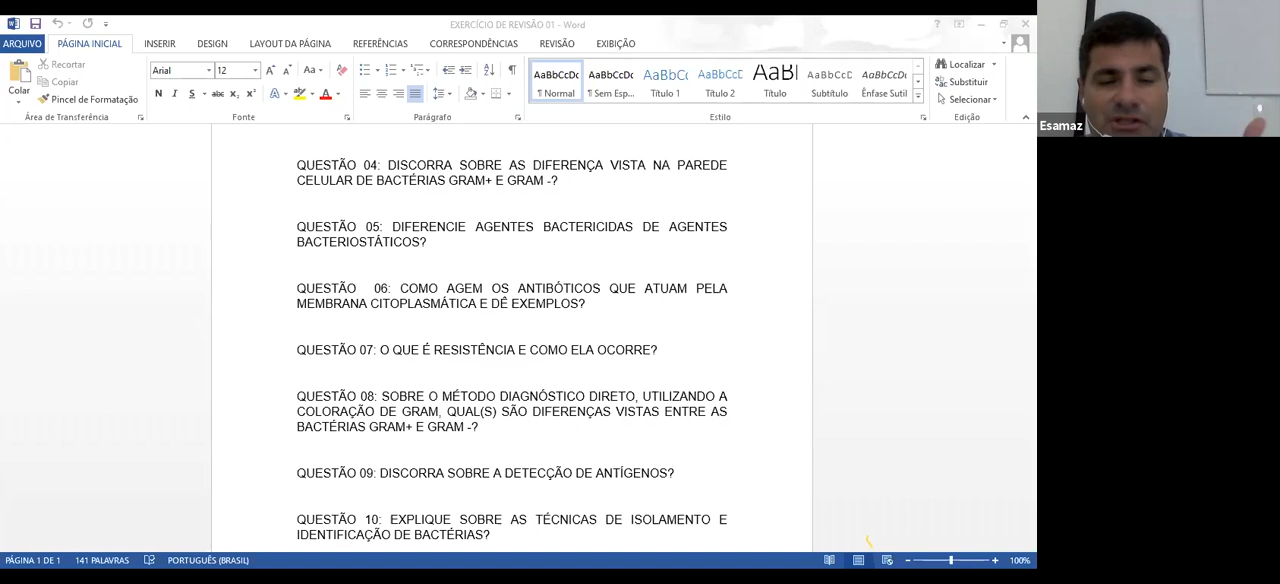 EXERCÍCIO DE REVISÃO 01 - Word
ARQUIVO PÁGINA INICIAL INSERIR DESIGN LAYOUT DA PÁGINA REFERÊNCIAS CORRESPONDÊNCIAS REVISÃO EXIBIÇÃO
Colar
Recortar
Copiar
Pincel de Formatação
Área de Transferência
Arial 12
N I S abc x₂ x²
Fonte
Parágrafo
AaBbCcDc AaBbCcDc AaBbC( AaBbCcC AaBl AaBbCcD AaBbCcDc
¶ Normal ¶ Sem Esp... Título 1 Título 2 Título Subtítulo Ênfase Sutil
Estilo
Localizar
Substituir
Selecionar
Edição
Esamaz
QUESTÃO 04: DISCORRA SOBRE AS DIFERENÇA VISTA NA PAREDE
CELULAR DE BACTÉRIAS GRAM+ E GRAM -?
QUESTÃO 05: DIFERENCIE AGENTES BACTERICIDAS DE AGENTES
BACTERIOSTÁTICOS?
QUESTÃO 06: COMO AGEM OS ANTIBÓTICOS QUE ATUAM PELA
MEMBRANA CITOPLASMÁTICA E DÊ EXEMPLOS?
QUESTÃO 07: O QUE É RESISTÊNCIA E COMO ELA OCORRE?
QUESTÃO 08: SOBRE O MÉTODO DIAGNÓSTICO DIRETO, UTILIZANDO A
COLORAÇÃO DE GRAM, QUAL(S) SÃO DIFERENÇAS VISTAS ENTRE AS
BACTÉRIAS GRAM+ E GRAM -?
QUESTÃO 09: DISCORRA SOBRE A DETECÇÃO DE ANTÍGENOS?
QUESTÃO 10: EXPLIQUE SOBRE AS TÉCNICAS DE ISOLAMENTO E
IDENTIFICAÇÃO DE BACTÉRIAS?
PÁGINA 1 DE 1 141 PALAVRAS PORTUGUÊS (BRASIL) 100%